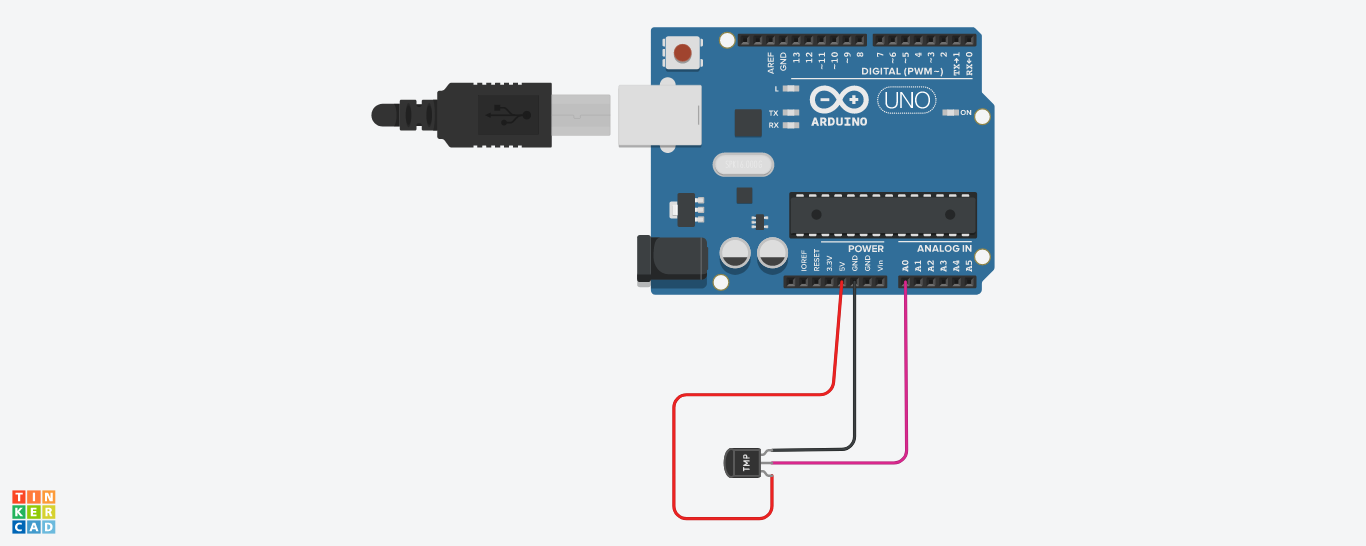 AREF
GND
13
12
~11
~10
~9
8
7
~6
~5
4
~3
2
TX→1
RX←0
DIGITAL (PWM~)
L
TX
RX
UNO
ARDUINO
ON
POWER
ANALOG IN
IOREF
RESET
3.3V
5V
GND
GND
Vin
A0
A1
A2
A3
A4
A5
TMP
TIN
KER
CAD